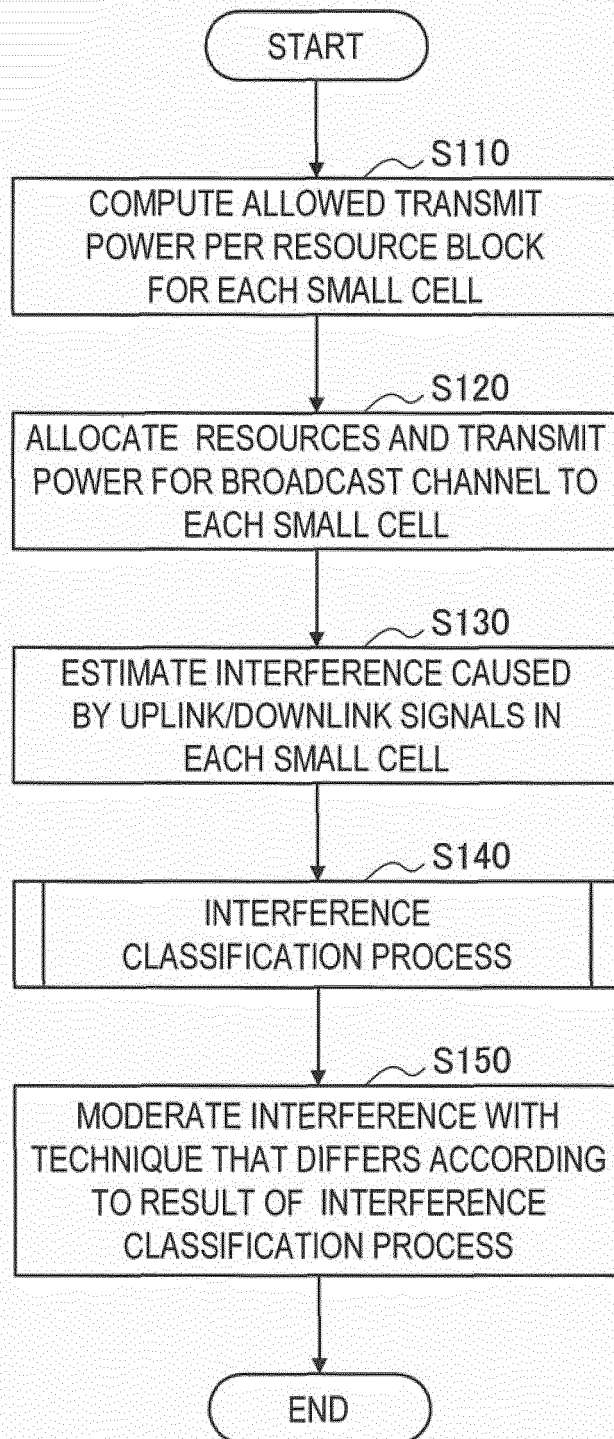 START
S110
COMPUTE ALLOWED TRANSMIT
POWER PER RESOURCE BLOCK
FOR EACH SMALL CELL
S120
ALLOCATE RESOURCES AND TRANSMIT
POWER FOR BROADCAST CHANNEL TO
EACH SMALL CELL
S130
ESTIMATE INTERFERENCE CAUSED
BY UPLINK/DOWNLINK SIGNALS IN
EACH SMALL CELL
S140
INTERFERENCE
CLASSIFICATION PROCESS
S150
MODERATE INTERFERENCE WITH
TECHNIQUE THAT DIFFERS ACCORDING
TO RESULT OF INTERFERENCE
CLASSIFICATION PROCESS
END